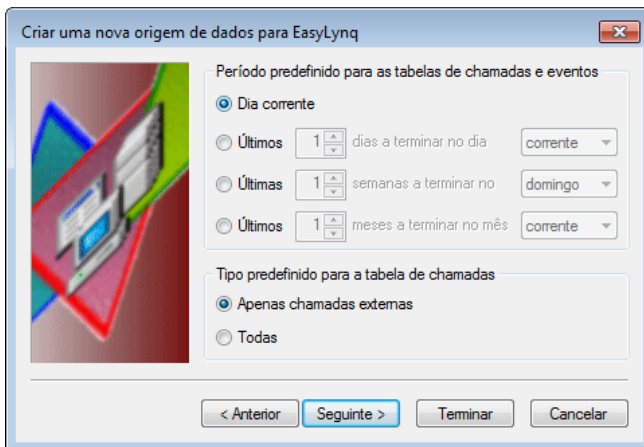 Criar uma nova origem de dados para EasyLynq
Período predefinido para as tabelas de chamadas e eventos
Dia corrente
Últimos 1 dias a terminar no dia corrente
Últimas 1 semanas a terminar no domingo
Últimos 1 meses a terminar no mês corrente
Tipo predefinido para a tabela de chamadas
Apenas chamadas externas
Todas
< Anterior Seguinte > Terminar Cancelar